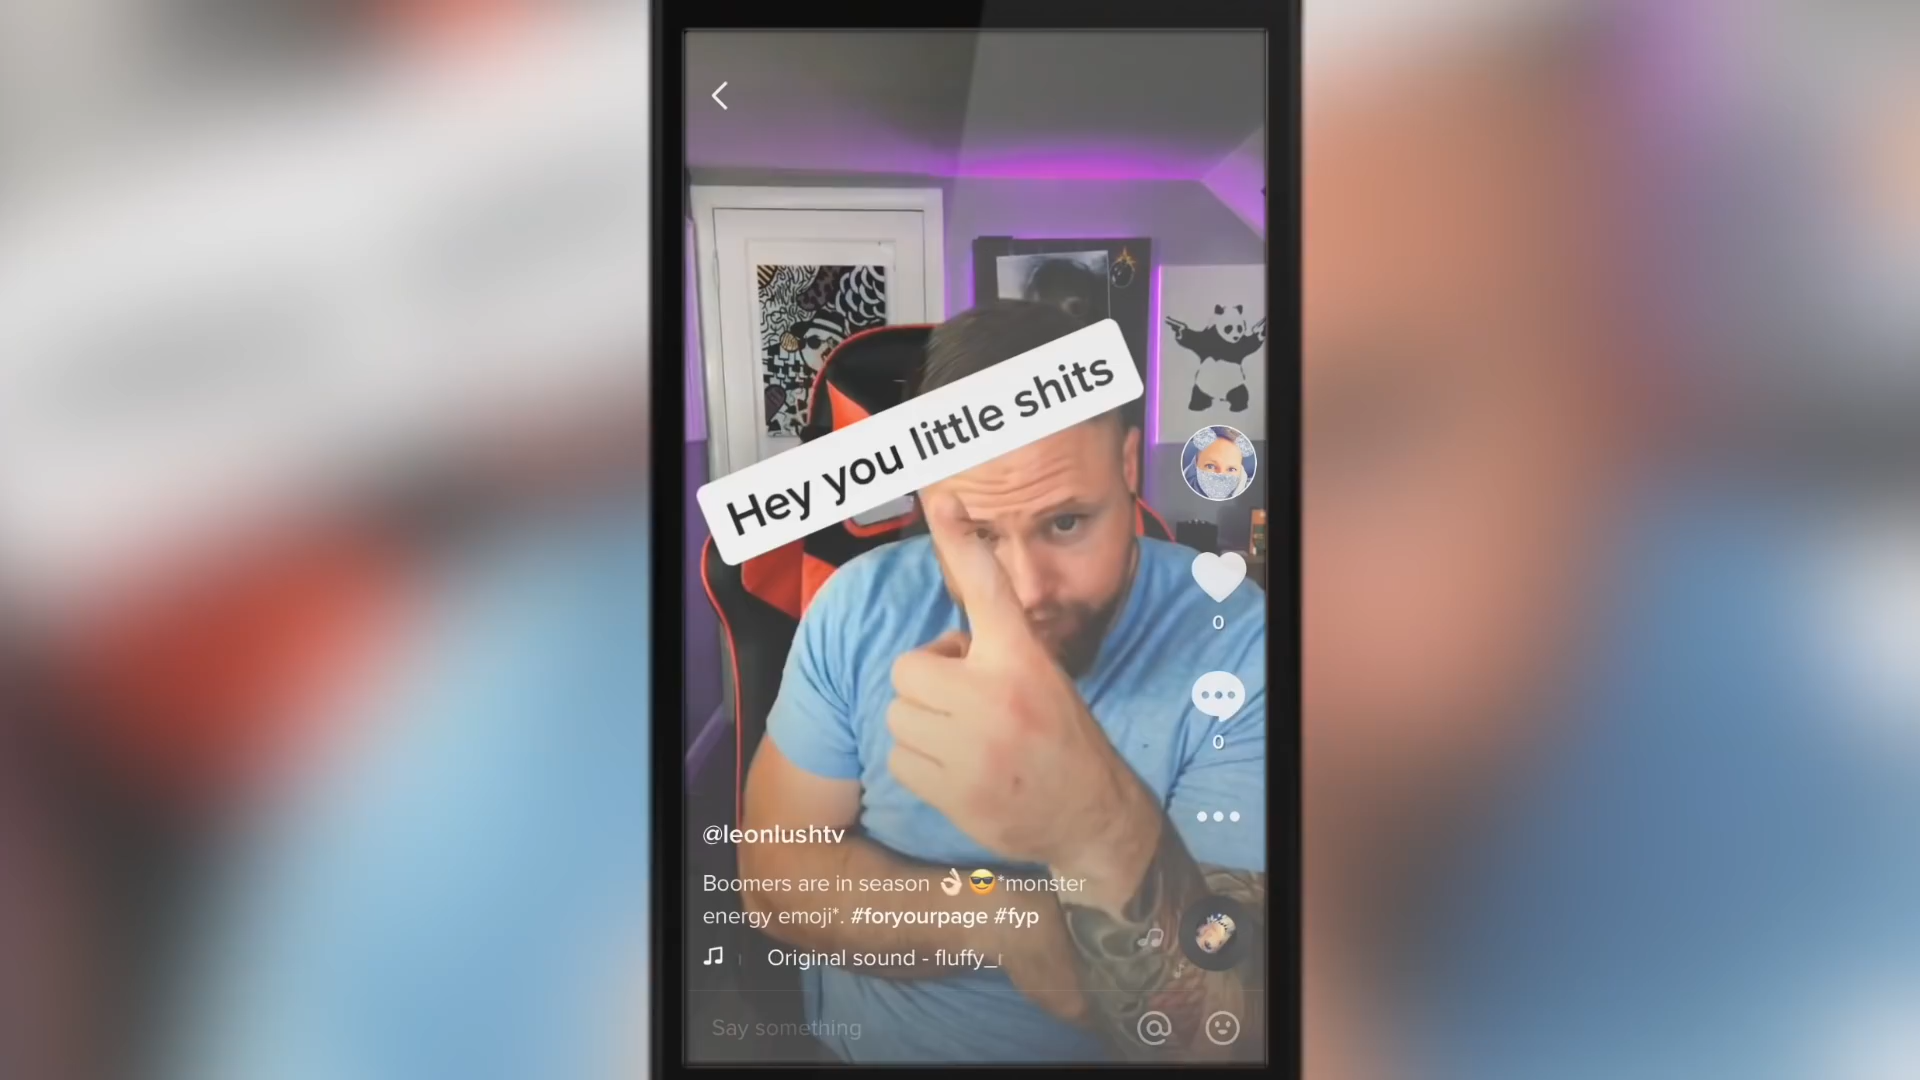 Hey you little shits
0
0
@leonlushtv
Boomers are in season 👌🏻😎*monster
energy emoji*. #foryourpage #fyp
Original sound - fluffy_
Say something